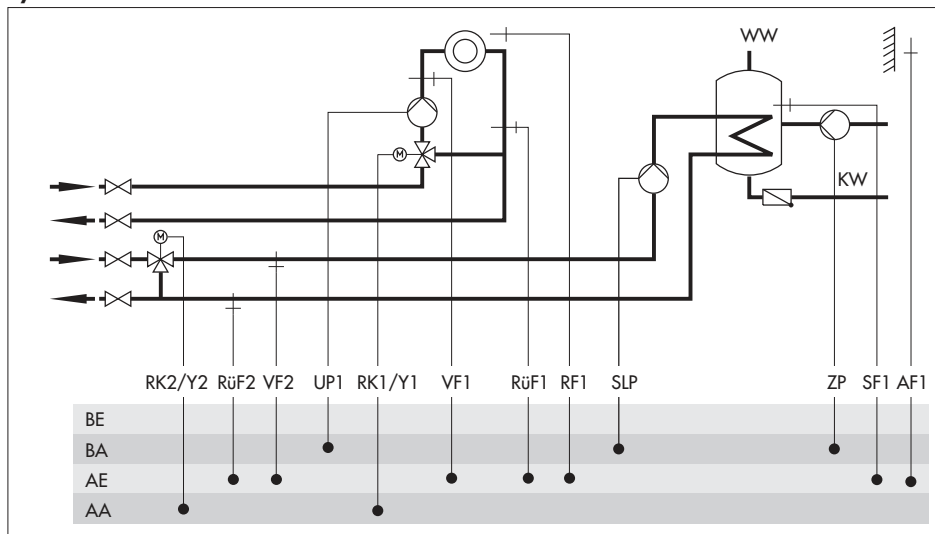 WW
M
KW
M
RK2/Y2 RüF2 VF2 UP1 RK1/Y1 VF1 RüF1 RF1 SLP ZP SF1 AF1
BE
BA
AE
AA